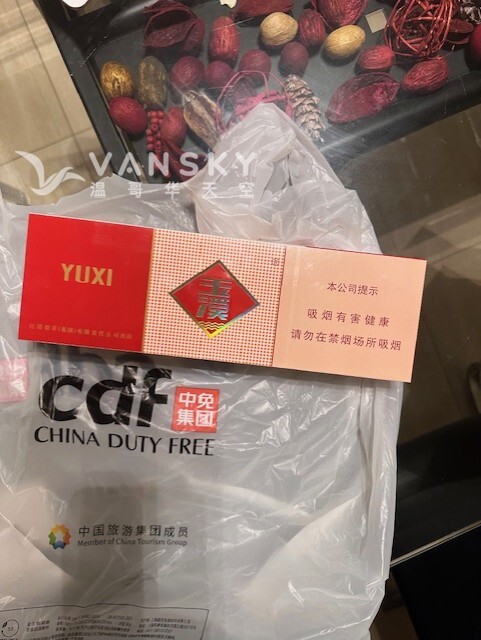 VANSKY
温哥华天空
YUXI
玉溪
本公司提示
吸烟有害健康
请勿在禁烟场所吸烟
cdf
中免
集团
CHINA DUTY FREE
中国旅游集团成员
Member of China Tourism Group